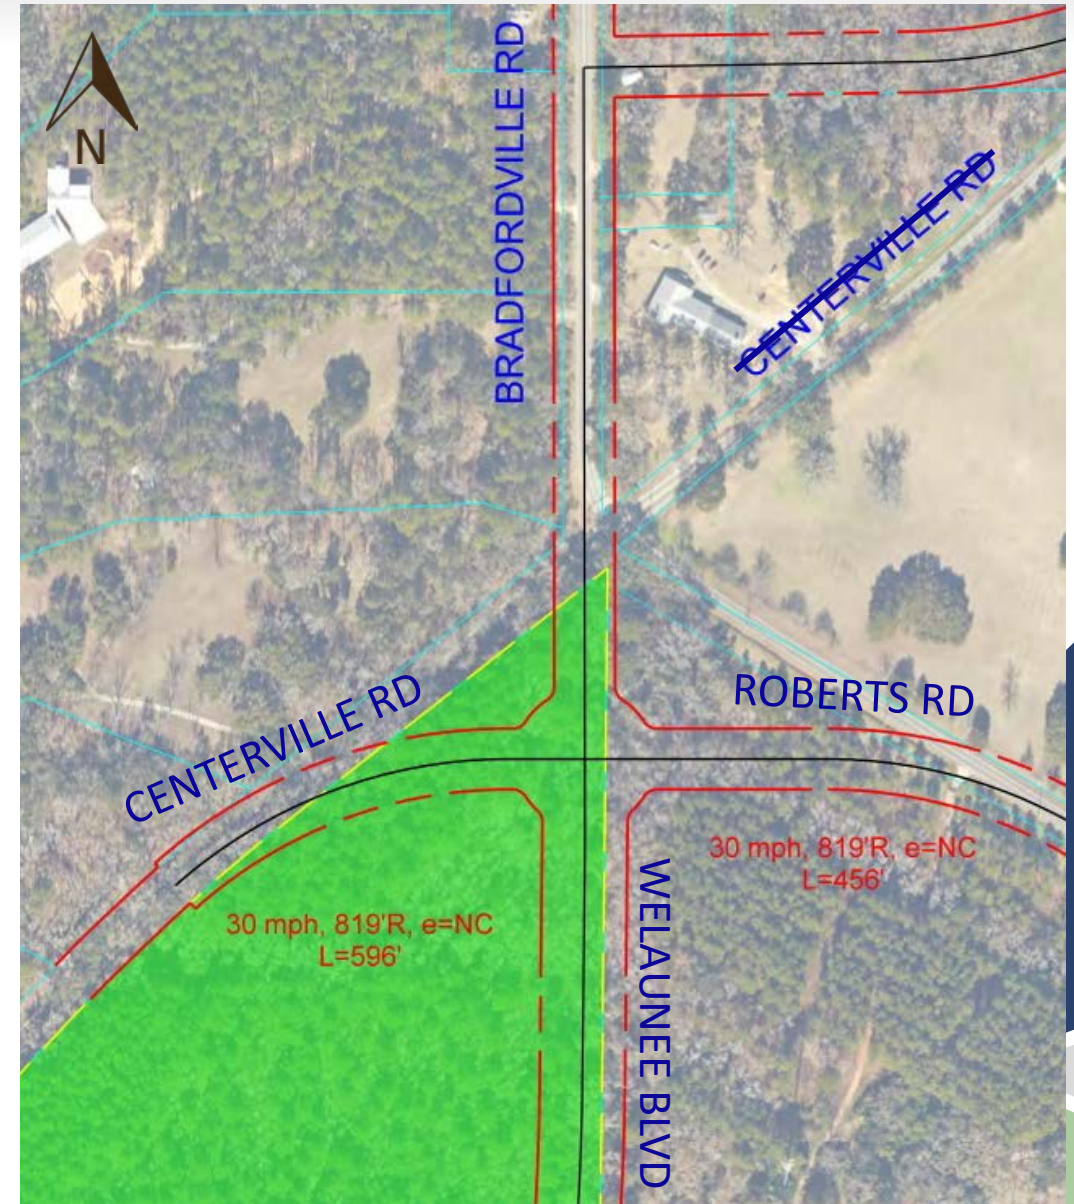 N
BRADFORDVILLE RD
CENTERVILLE RD
CENTERVILLE RD
ROBERTS RD
30 mph, 819'R, e=NC
L=456'
30 mph, 819'R, e=NC
L=596'
WELAUNEE BLVD